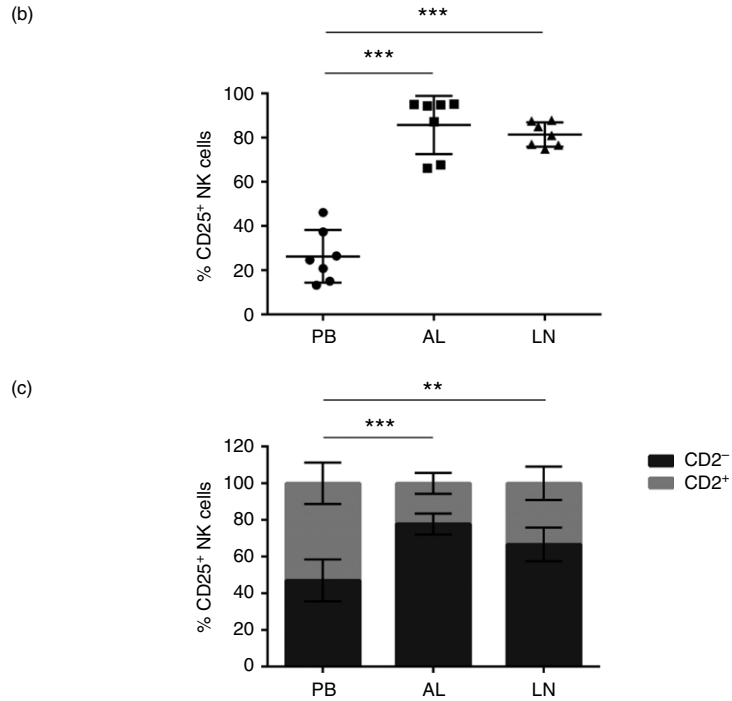 (b)
***
***
100
80
60
40
20
0
% CD25⁺ NK cells
PB AL LN
(c)
**
***
120
100
80
60
40
20
0
% CD25⁺ NK cells
PB AL LN
CD2⁻
CD2⁺